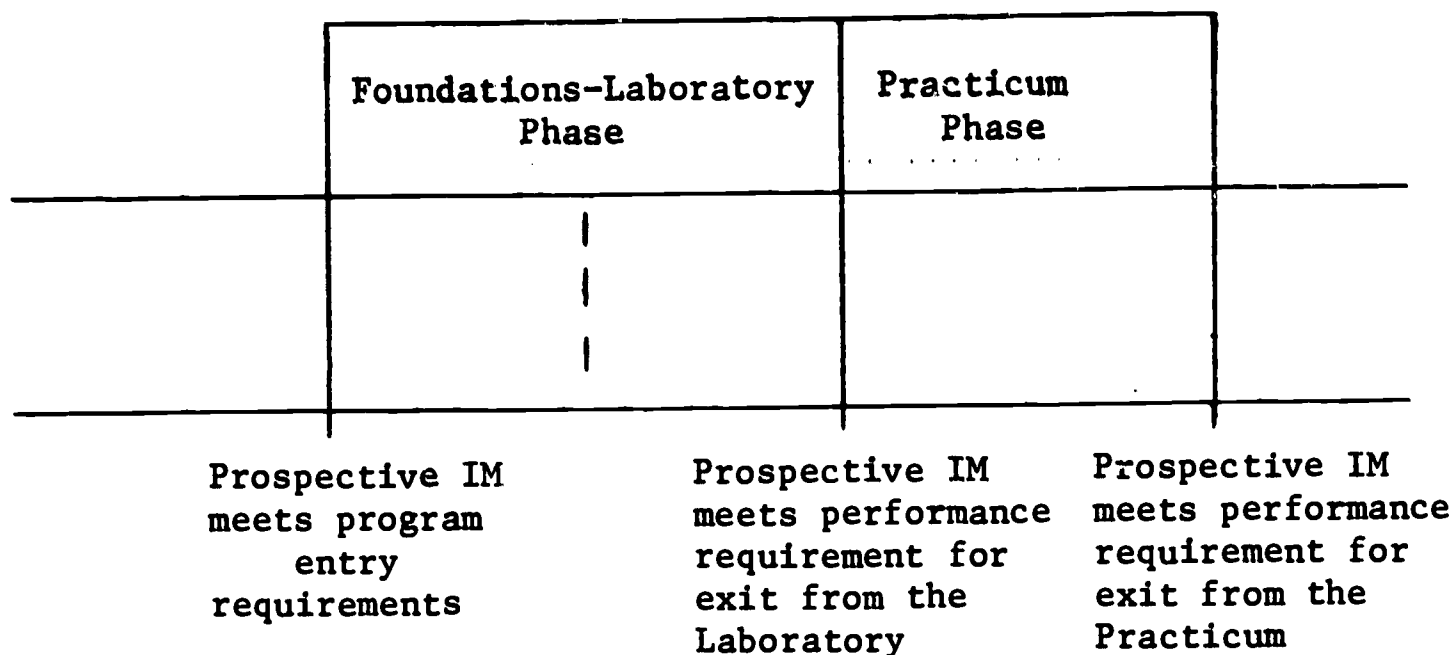 Foundations-Laboratory
Phase
Practicum
Phase
Prospective IM
meets program
entry
requirements
Prospective IM
meets performance
requirement for
exit from the
Laboratory
Prospective IM
meets performance
requirement for
exit from the
Practicum